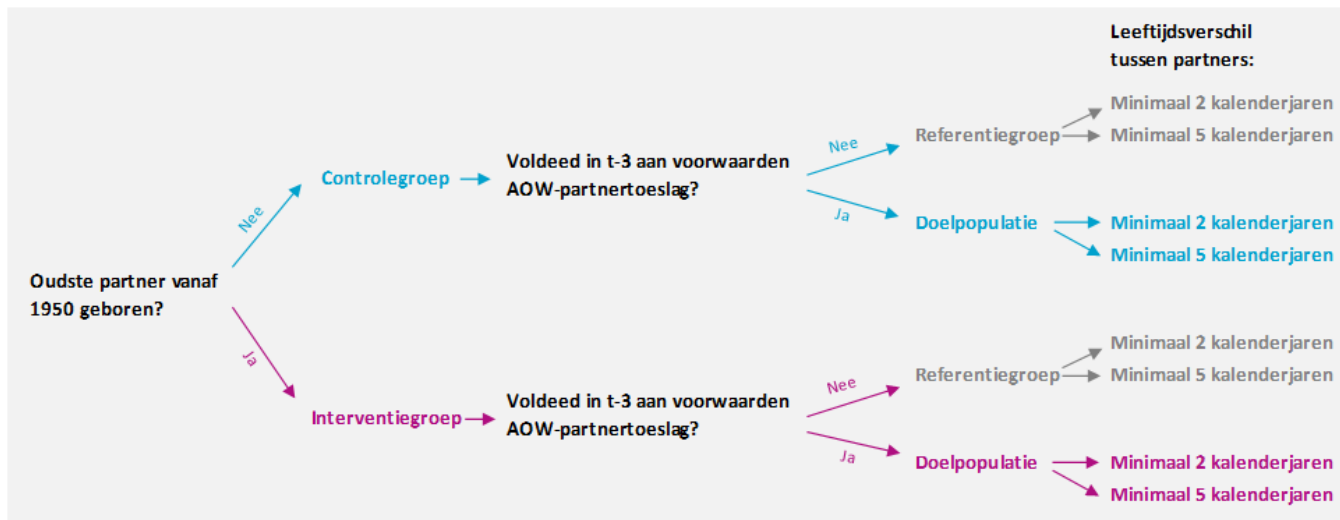 Leeftijdsverschil
tussen partners:
Minimaal 2 kalenderjaren
Nee
Referentiegroep
Minimaal 5 kalenderjaren
Voldeed in t-3 aan voorwaarden
AOW-partnertoeslag?
Controlegroep
Nee
Ja
Doelpopulatie
Minimaal 2 kalenderjaren
Minimaal 5 kalenderjaren
Oudste partner vanaf
1950 geboren?
Ja
Minimaal 2 kalenderjaren
Nee
Referentiegroep
Minimaal 5 kalenderjaren
Interventiegroep
Voldeed in t-3 aan voorwaarden
AOW-partnertoeslag?
Ja
Doelpopulatie
Minimaal 2 kalenderjaren
Minimaal 5 kalenderjaren